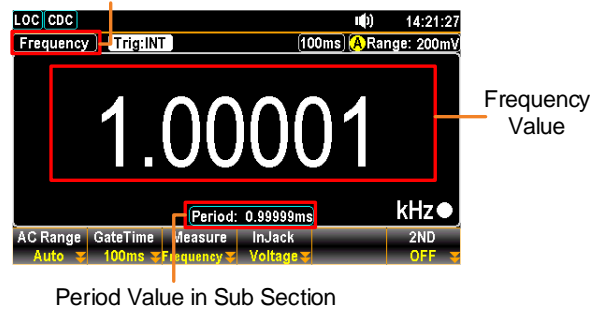 LOC CDC 14:21:27
Frequency Trig:INT 100ms A Range: 200mV
1.00001
Frequency
Value
kHz
Period: 0.99999ms
AC Range GateTime Measure InJack 2ND
Auto 100ms Frequency Voltage OFF
Period Value in Sub Section